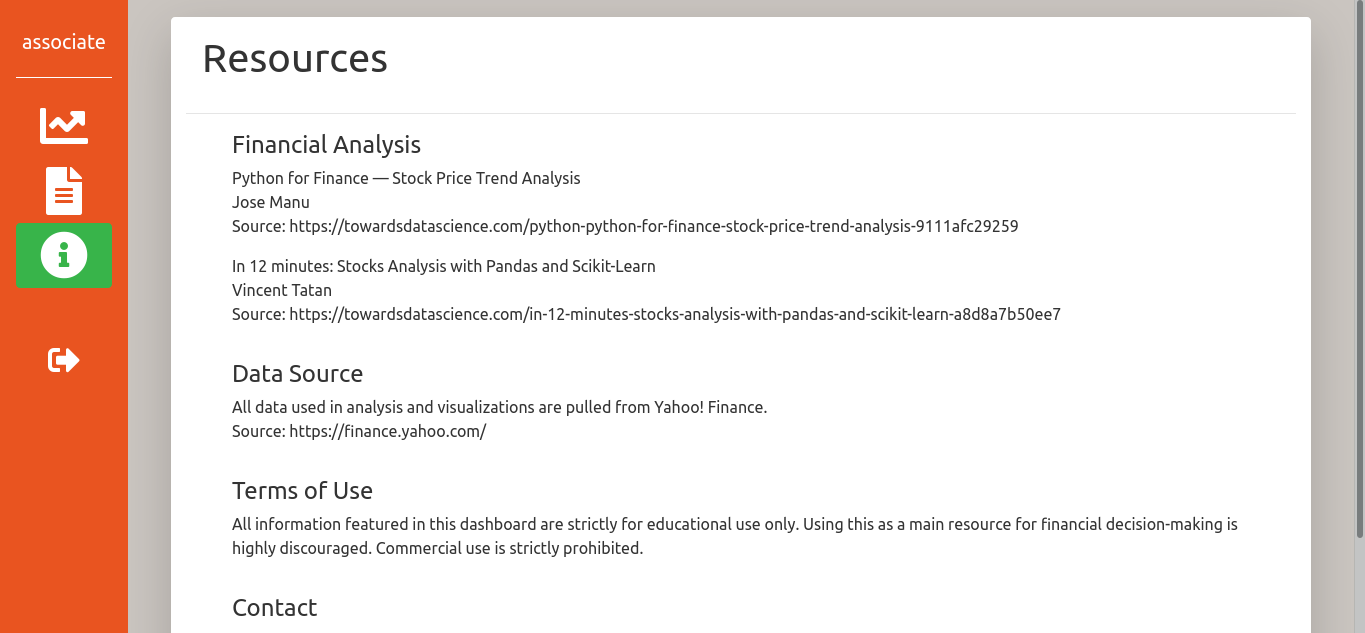 associate
Resources
Financial Analysis
Python for Finance — Stock Price Trend Analysis
Jose Manu
Source: https://towardsdatascience.com/python-python-for-finance-stock-price-trend-analysis-9111afc29259
In 12 minutes: Stocks Analysis with Pandas and Scikit-Learn
Vincent Tatan
Source: https://towardsdatascience.com/in-12-minutes-stocks-analysis-with-pandas-and-scikit-learn-a8d8a7b50ee7
Data Source
All data used in analysis and visualizations are pulled from Yahoo! Finance.
Source: https://finance.yahoo.com/
Terms of Use
All information featured in this dashboard are strictly for educational use only. Using this as a main resource for financial decision-making is
highly discouraged. Commercial use is strictly prohibited.
Contact